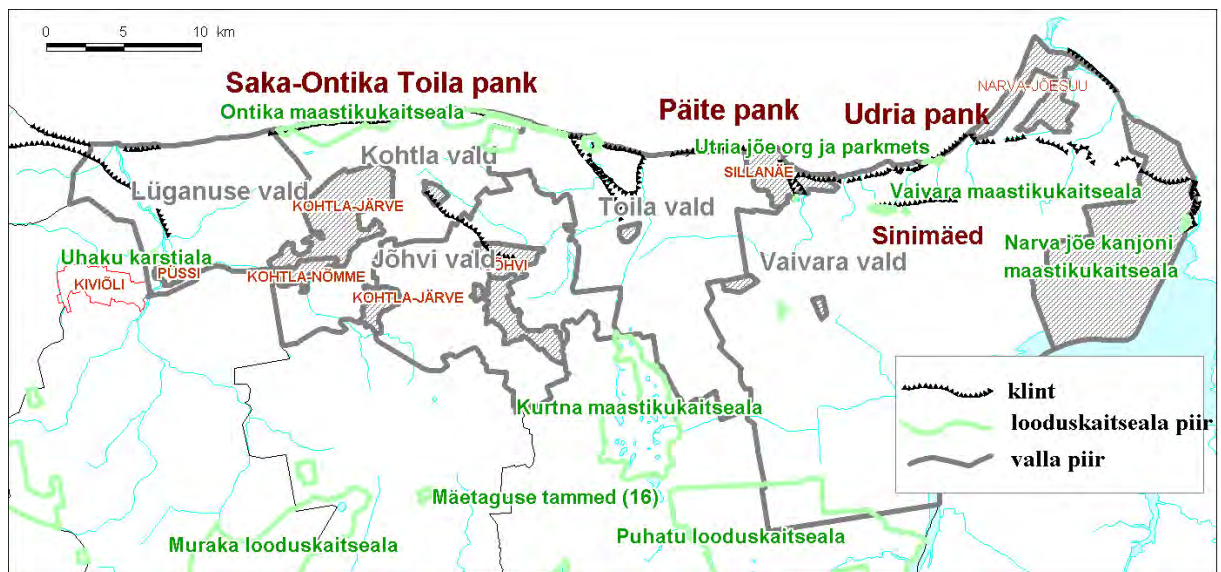 0 5 10 km
Saka-Ontika Toila pank
Ontika maastikukaitseala
Päite pank
Udria pank
NARVA-JÕESUU
Utria jõe org ja parkmets
Kohtla vald
SILLANÄE
Lüganuse vald
Vaivara maastikukaitseala
KOHTLA-JÄRVE
Toila vald
Sinimäed
Narva jõe kanjoni
maastikukaitseala
Uhaku karstiala
Jõhvi vald
Vaivara vald
PÜSSI
KOHTLA-NÕMME
KIVIÕLI
KOHTLA-JÄRVE
klint
looduskaitseala piir
valla piir
Kurtna maastikukaitseala
Mäetaguse tammed (16)
Muraka looduskaitseala
Puhatu looduskaitseala